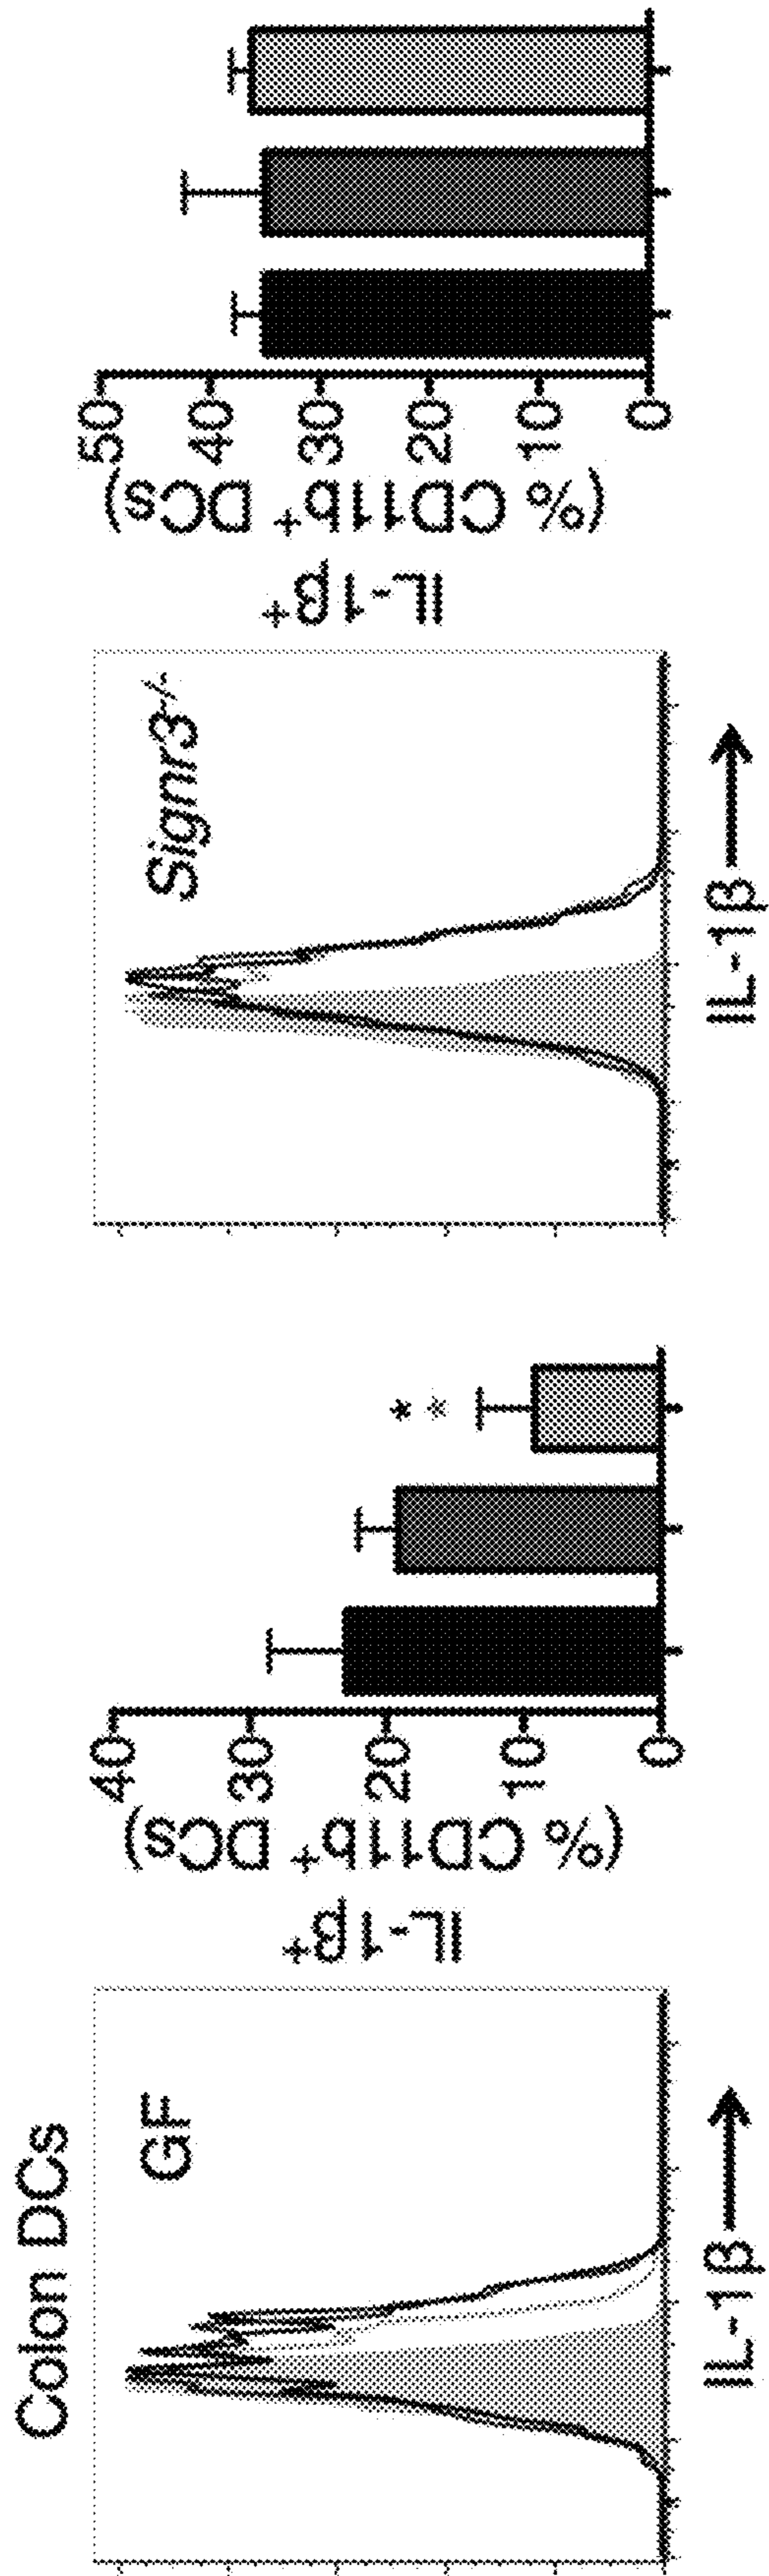 Colon DCs
GF
IL-1β
IL-1β⁺
(% CD11b⁺ DCs)
40
30
20
10
0
* *
Signr3⁻/⁻
IL-1β
IL-1β⁺
(% CD11b⁺ DCs)
50
40
30
20
10
0